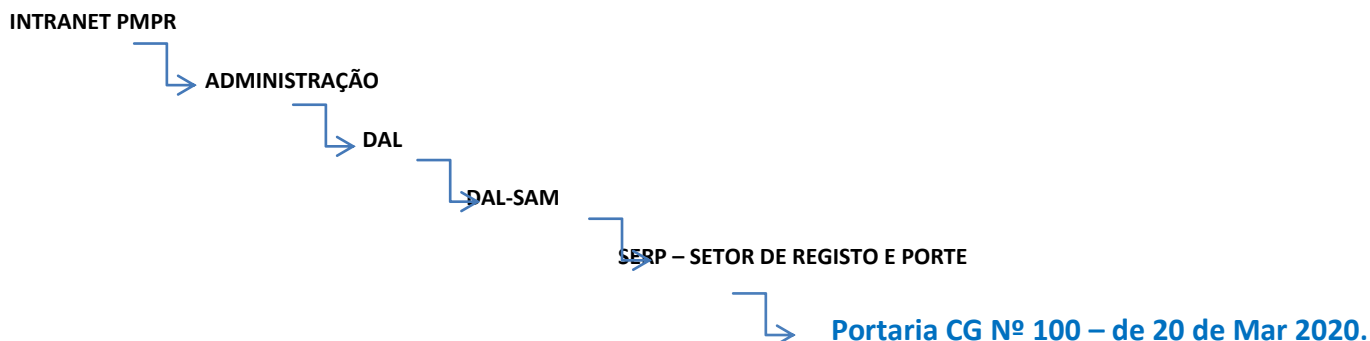 INTRANET PMPR
ADMINISTRAÇÃO
DAL
DAL-SAM
SERP – SETOR DE REGISTO E PORTE
Portaria CG Nº 100 – de 20 de Mar 2020.